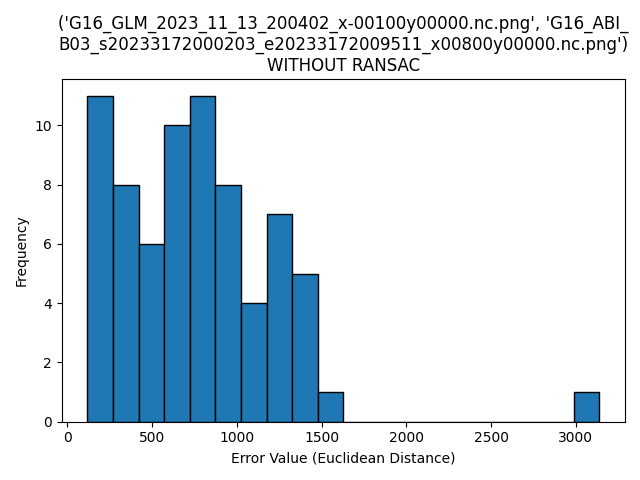 ('G16_GLM_2023_11_13_200402_x-00100y00000.nc.png', 'G16_ABI_
B03_s20233172000203_e20233172009511_x00800y00000.nc.png')
WITHOUT RANSAC
10
8
6
4
2
0
Frequency
0 500 1000 1500 2000 2500 3000
Error Value (Euclidean Distance)